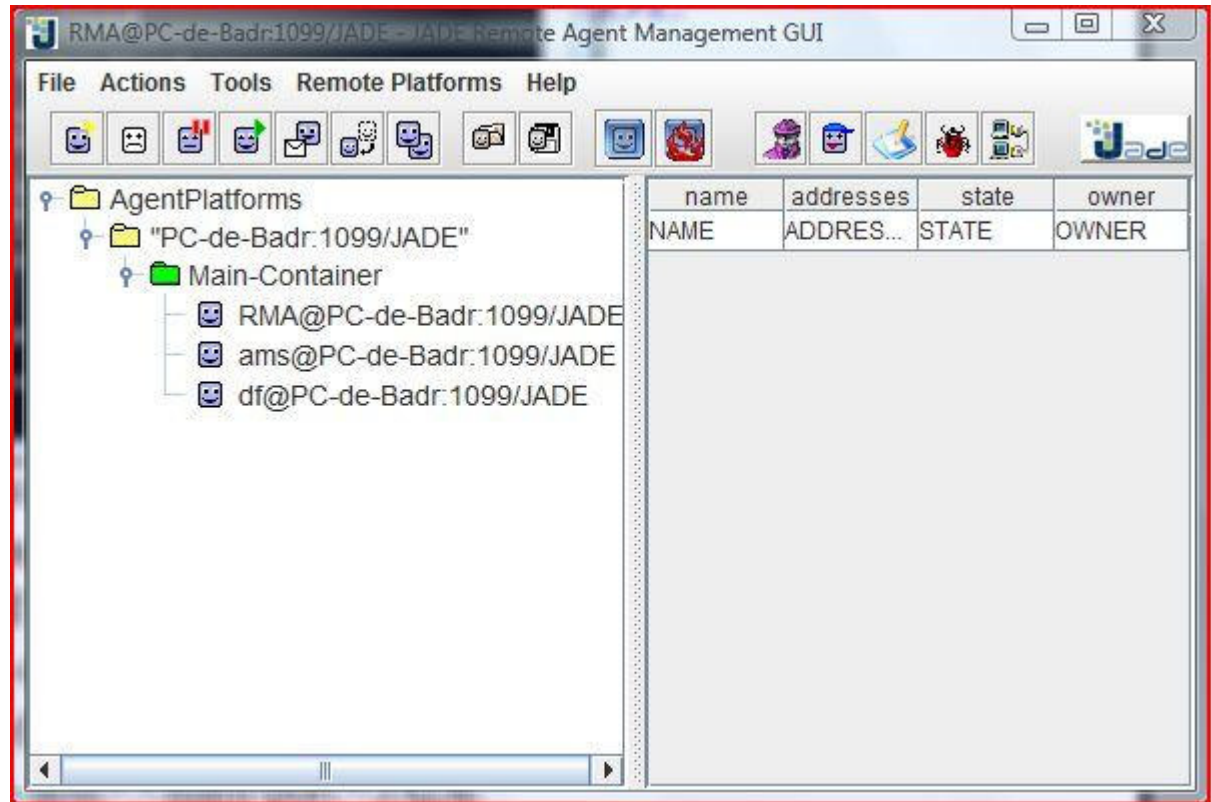 RMA@PC-de-Badr:1099/JADE - JADE Remote Agent Management GUI
File Actions Tools Remote Platforms Help
Jade
AgentPlatforms
"PC-de-Badr:1099/JADE"
Main-Container
RMA@PC-de-Badr:1099/JADE
ams@PC-de-Badr:1099/JADE
df@PC-de-Badr:1099/JADE
name addresses state owner
NAME ADDRES... STATE OWNER